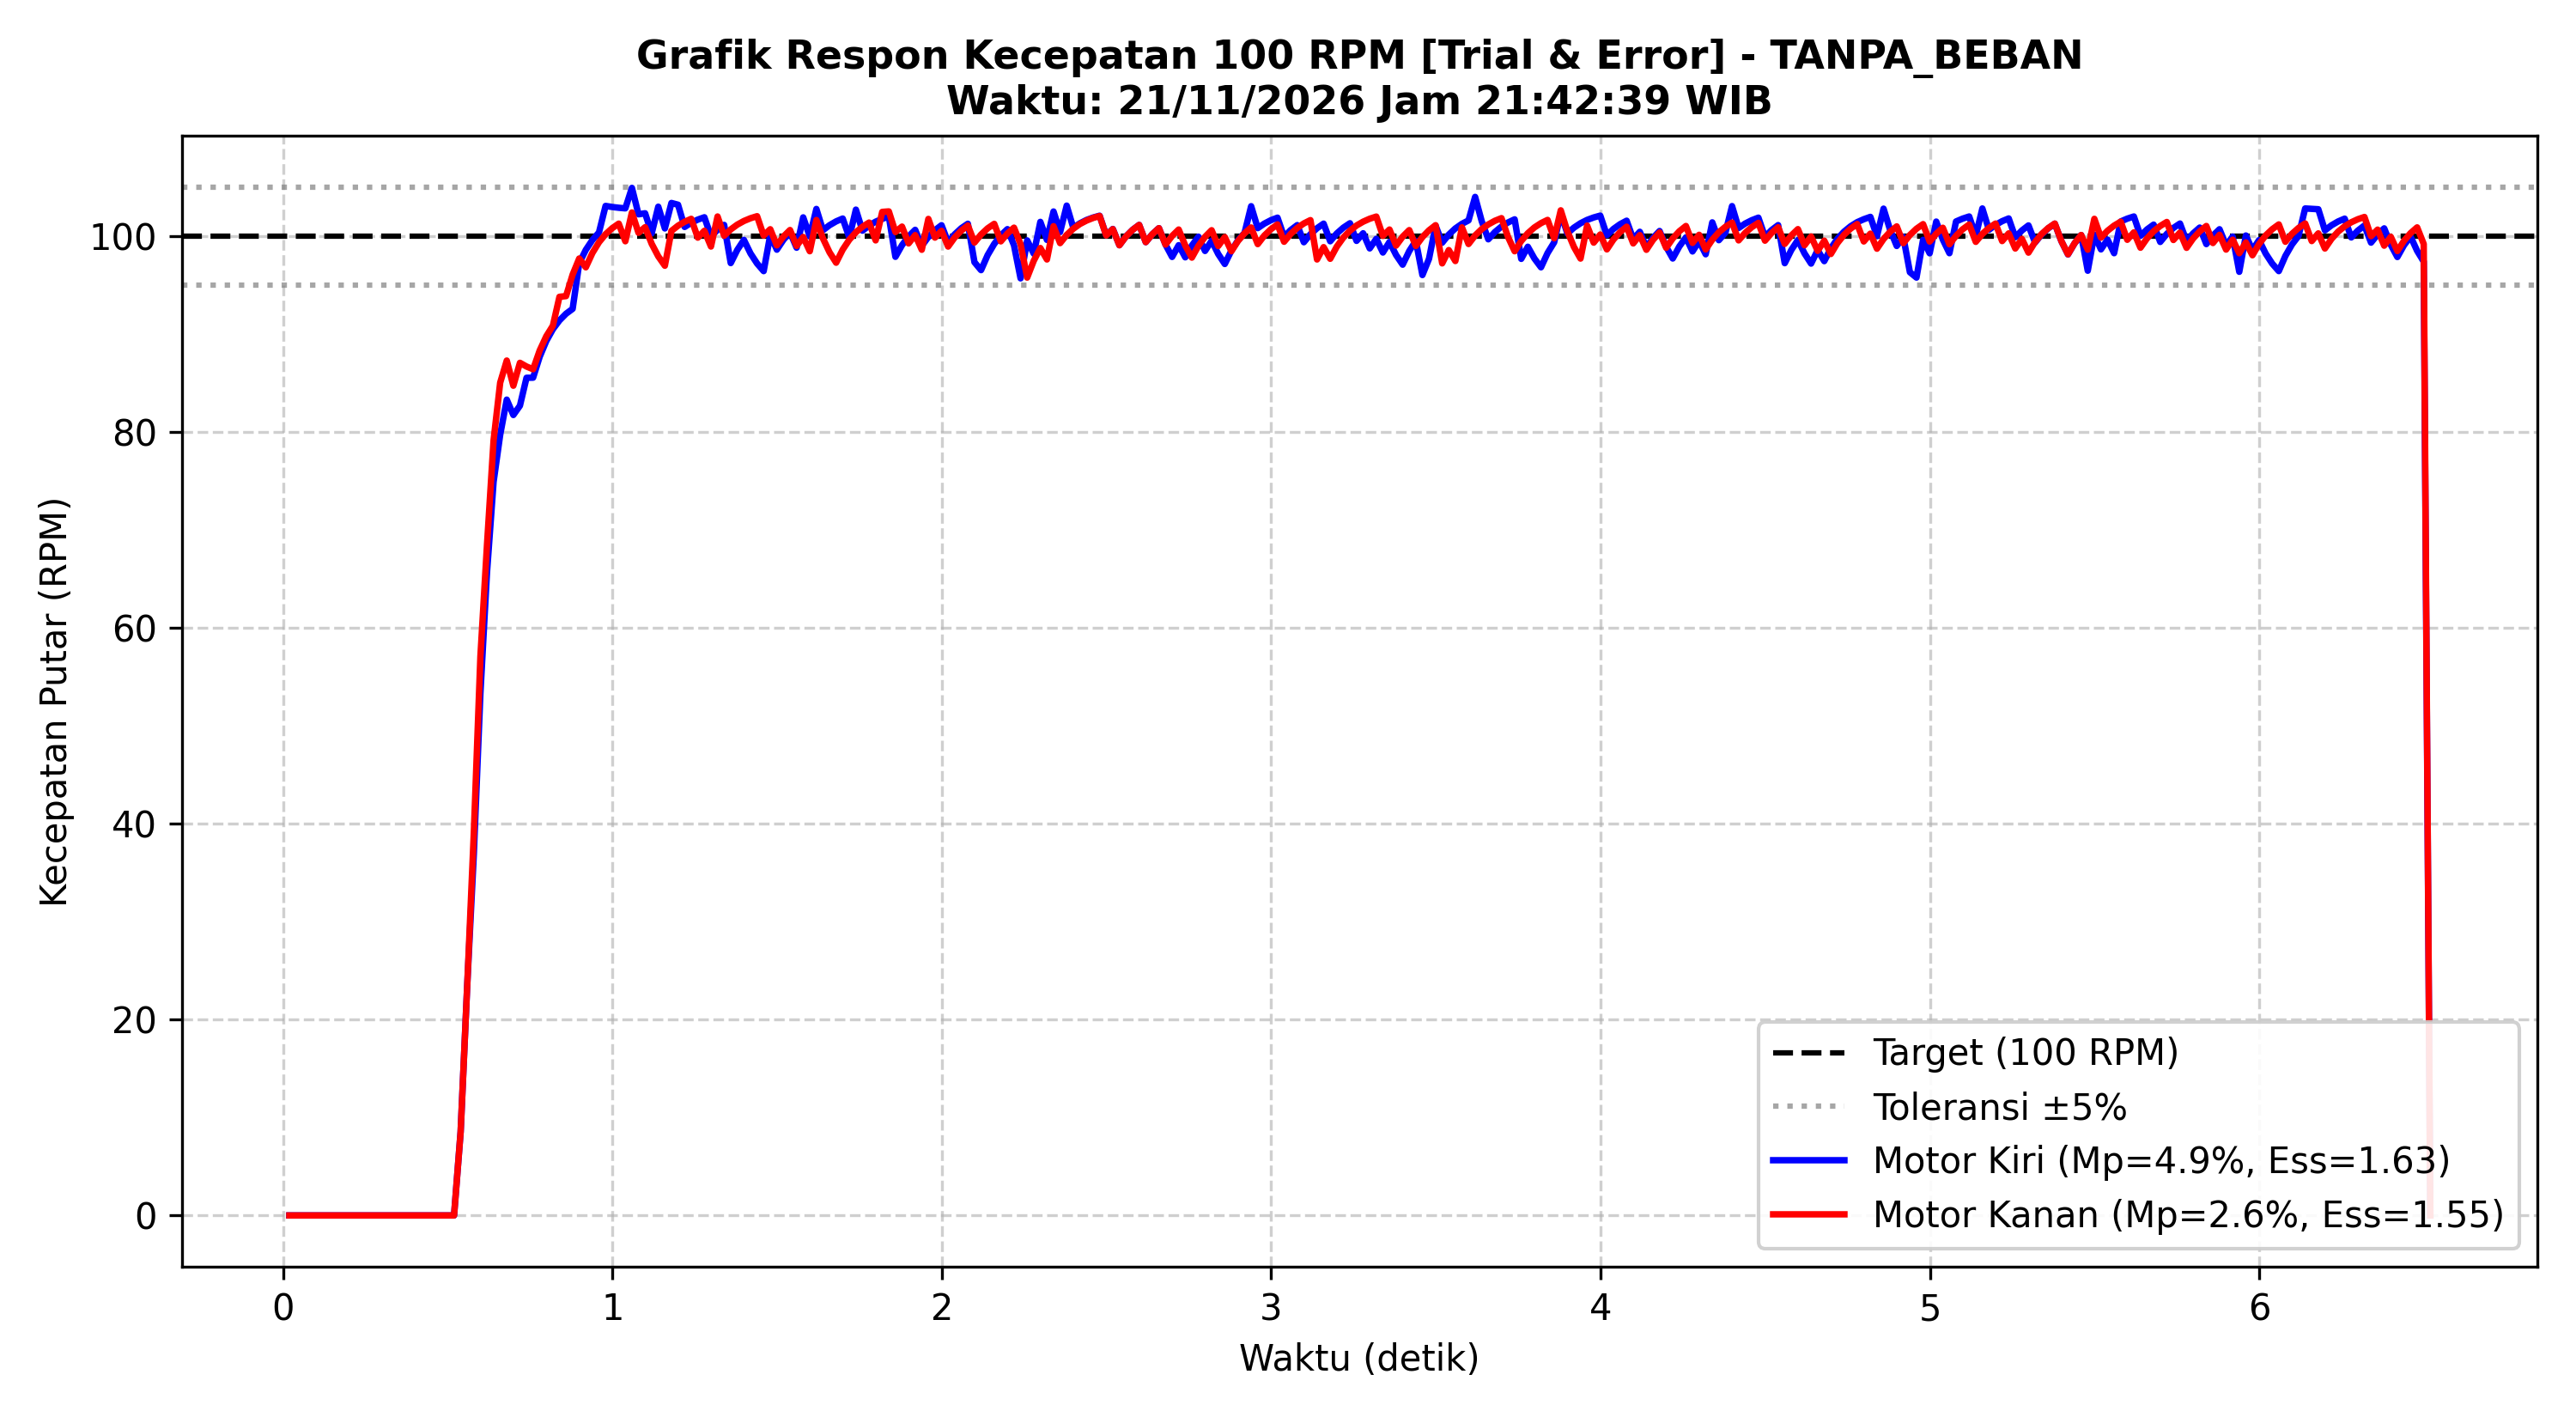 Grafik Respon Kecepatan 100 RPM [Trial & Error] - TANPA_BEBAN
Waktu: 21/11/2026 Jam 21:42:39 WIB
Kecepatan Putar (RPM)
100
80
60
40
20
0
0
1
2
3
4
5
6
Waktu (detik)
Target (100 RPM)
Toleransi ±5%
Motor Kiri (Mp=4.9%, Ess=1.63)
Motor Kanan (Mp=2.6%, Ess=1.55)